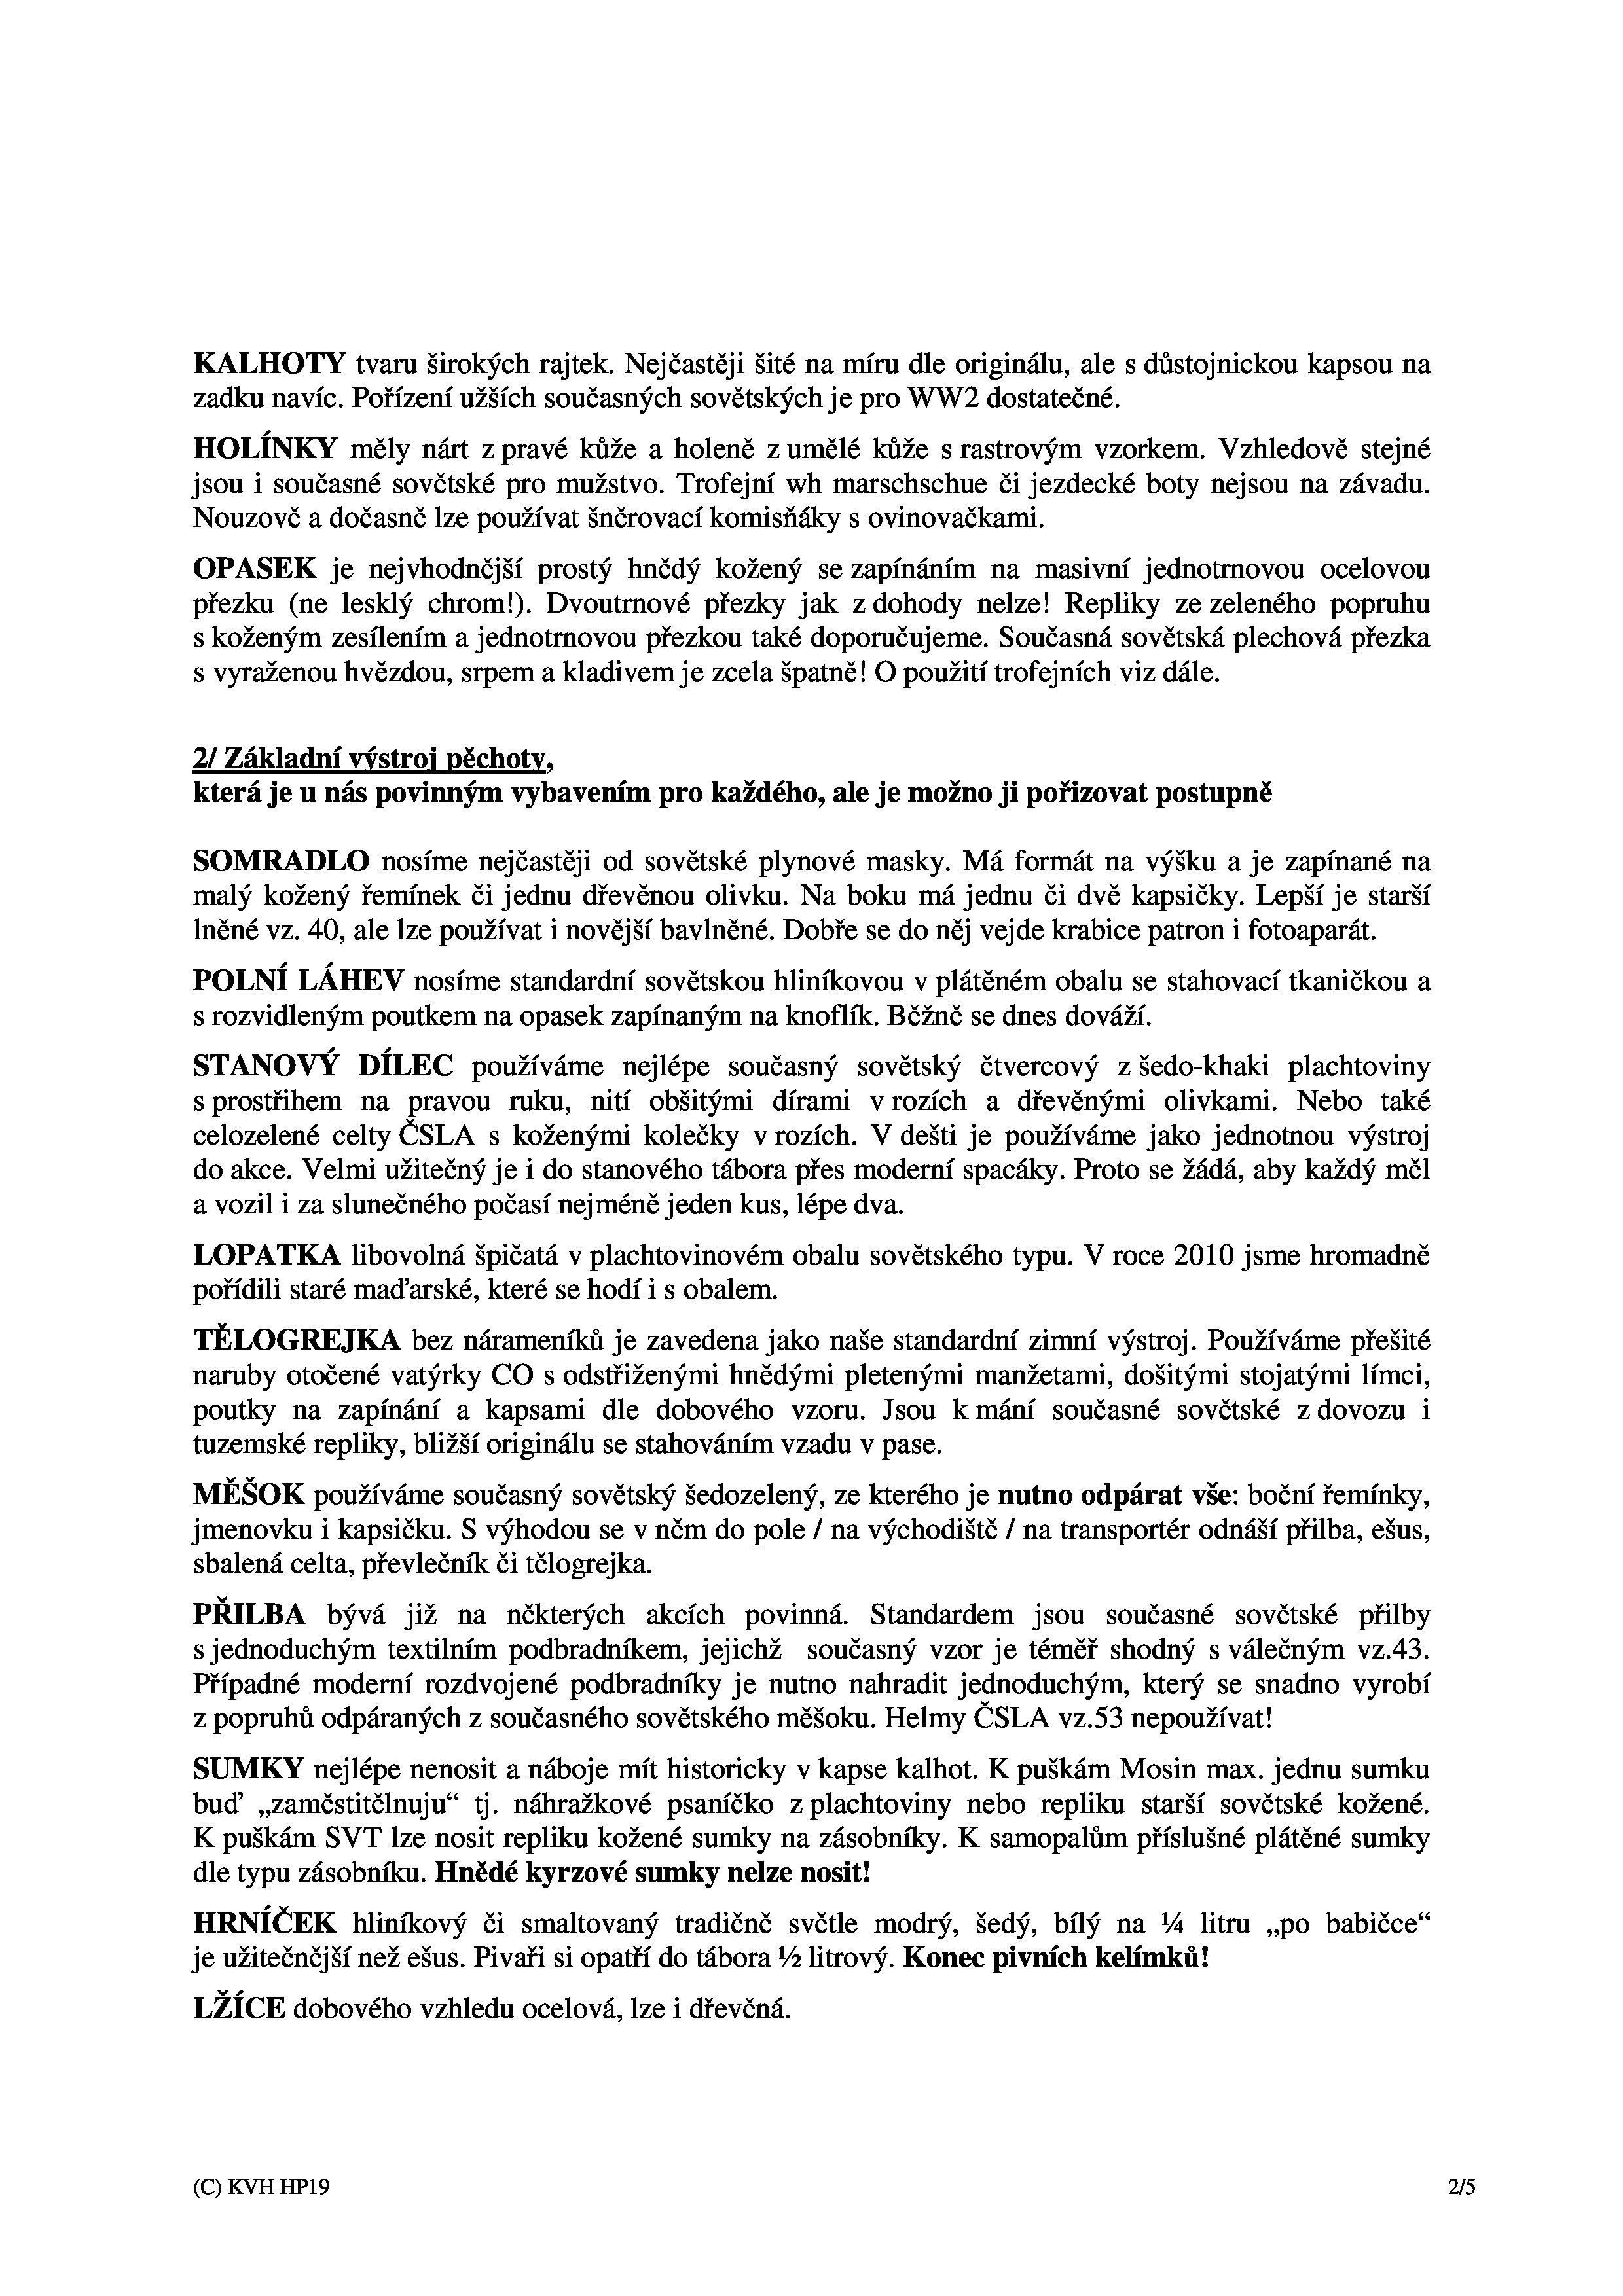 KALHOTY tvaru širokých rajtek. Nejčastěji šité na míru dle originálu, ale s důstojnickou kapsou na
zadku navíc. Pořízení užších současných sovětských je pro WW2 dostatečné.
HOLÍNKY měly nárt z pravé kůže a holeně z umělé kůže s rastrovým vzorkem. Vzhledově stejné
jsou i současné sovětské pro mužstvo. Trofejní wh marschschue či jezdecké boty nejsou na závadu.
Nouzově a dočasně lze používat šněrovací komisňáky s ovinovačkami.
OPASEK je nejvhodnější prostý hnědý kožený se zapínáním na masivní jednotrnovou ocelovou
přezku (ne lesklý chrom!). Dvoutrnové přezky jak z dohody nelze! Repliky ze zeleného popruhu
s koženým zesílením a jednotrnovou přezkou také doporučujeme. Současná sovětská plechová přezka
s vyraženou hvězdou, srpem a kladivem je zcela špatně! O použití trofejních viz dále.
2/ Základní výstroj pěchoty,
která je u nás povinným vybavením pro každého, ale je možno ji pořizovat postupně
SOMRADLO nosíme nejčastěji od sovětské plynové masky. Má formát na výšku a je zapínané na
malý kožený řemínek či jednu dřevěnou olivku. Na boku má jednu či dvě kapsičky. Lepší je starší
lněné vz. 40, ale lze používat i novější bavlněné. Dobře se do něj vejde krabice patron i fotoaparát.
POLNÍ LÁHEV nosíme standardní sovětskou hliníkovou v plátěném obalu se stahovací tkaničkou a
s rozvidleným poutkem na opasek zapínaným na knoflík. Běžně se dnes dováží.
STANOVÝ DÍLEC používáme nejlépe současný sovětský čtvercový z šedo-khaki plachtoviny
s prostřihem na pravou ruku, nití obšitými dírami v rozích a dřevěnými olivkami. Nebo také
celozelené celty ČSLA s koženými kolečky v rozích. V dešti je používáme jako jednotnou výstroj
do akce. Velmi užitečný je i do stanového tábora přes moderní spacáky. Proto se žádá, aby každý měl
a vozil i za slunečného počasí nejméně jeden kus, lépe dva.
LOPATKA libovolná špičatá v plachtovinovém obalu sovětského typu. V roce 2010 jsme hromadně
pořídili staré maďarské, které se hodí i s obalem.
TĚLOGREJKA bez nárameníků je zavedena jako naše standardní zimní výstroj. Používáme přešité
naruby otočené vatýrky CO s odstřiženými hnědými pletenými manžetami, došitými stojatými límci,
poutky na zapínání a kapsami dle dobového vzoru. Jsou k mání současné sovětské z dovozu i
tuzemské repliky, bližší originálu se stahováním vzadu v pase.
MĚŠOK používáme současný sovětský šedozelený, ze kterého je nutno odpárat vše: boční řemínky,
jmenovku i kapsičku. S výhodou se v něm do pole / na východiště / na transportér odnáší přilba, ešus,
sbalená celta, převlečník či tělogrejka.
PŘILBA bývá již na některých akcích povinná. Standardem jsou současné sovětské přilby
s jednoduchým textilním podbradníkem, jejichž  současný vzor je téměř shodný s válečným vz.43.
Případné moderní rozdvojené podbradníky je nutno nahradit jednoduchým, který se snadno vyrobí
z popruhů odpáraných z současného sovětského měšoku. Helmy ČSLA vz.53 nepoužívat!
SUMKY nejlépe nenosit a náboje mít historicky v kapse kalhot. K puškám Mosin max. jednu sumku
buď „zaměstitělnuju“ tj. náhražkové psaníčko z plachtoviny nebo repliku starší sovětské kožené.
K puškám SVT lze nosit repliku kožené sumky na zásobníky. K samopalům příslušné plátěné sumky
dle typu zásobníku. Hnědé kyrzové sumky nelze nosit!
HRNÍČEK hliníkový či smaltovaný tradičně světle modrý, šedý, bílý na ¼ litru „po babičce“
je užitečnější než ešus. Pivaři si opatří do tábora ½ litrový. Konec pivních kelímků!
LŽÍCE dobového vzhledu ocelová, lze i dřevěná.
(C) KVH HP19 2/5